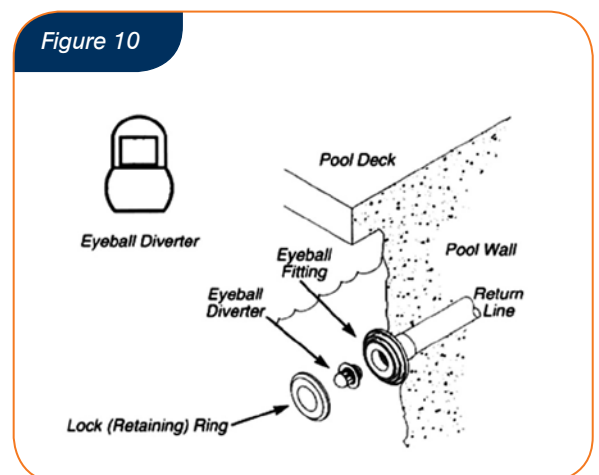 Figure 10
Pool Deck
Eyeball Diverter
Pool Wall
Eyeball
Fitting
Return
Line
Eyeball
Diverter
Lock (Retaining) Ring